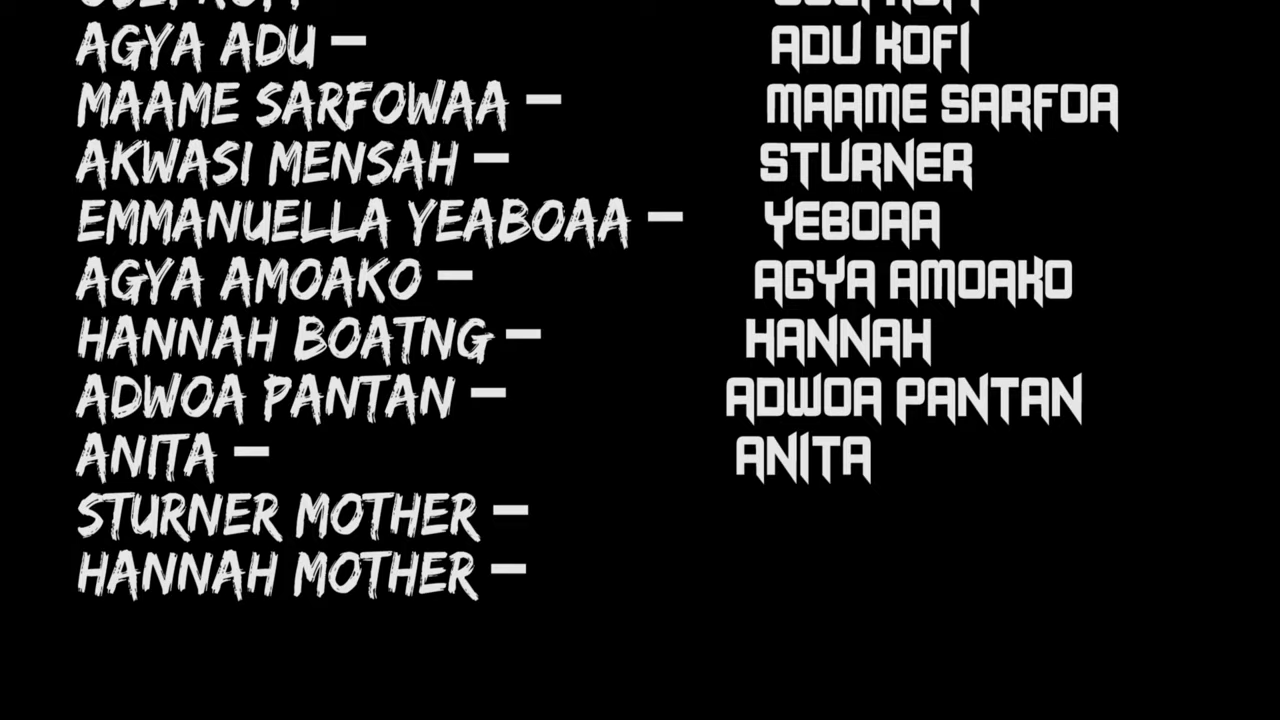 AGYA ADU – ADU KOFI
MAAME SARFOWAA – MAAME SARFOA
AKWASI MENSAH – STURNER
EMMANUELLA YEABOAA – YEBOAA
AGYA AMOAKO – AGYA AMOAKO
HANNAH BOATNG – HANNAH
ADWOA PANTAN – ADWOA PANTAN
ANITA – ANITA
STURNER MOTHER –
HANNAH MOTHER –